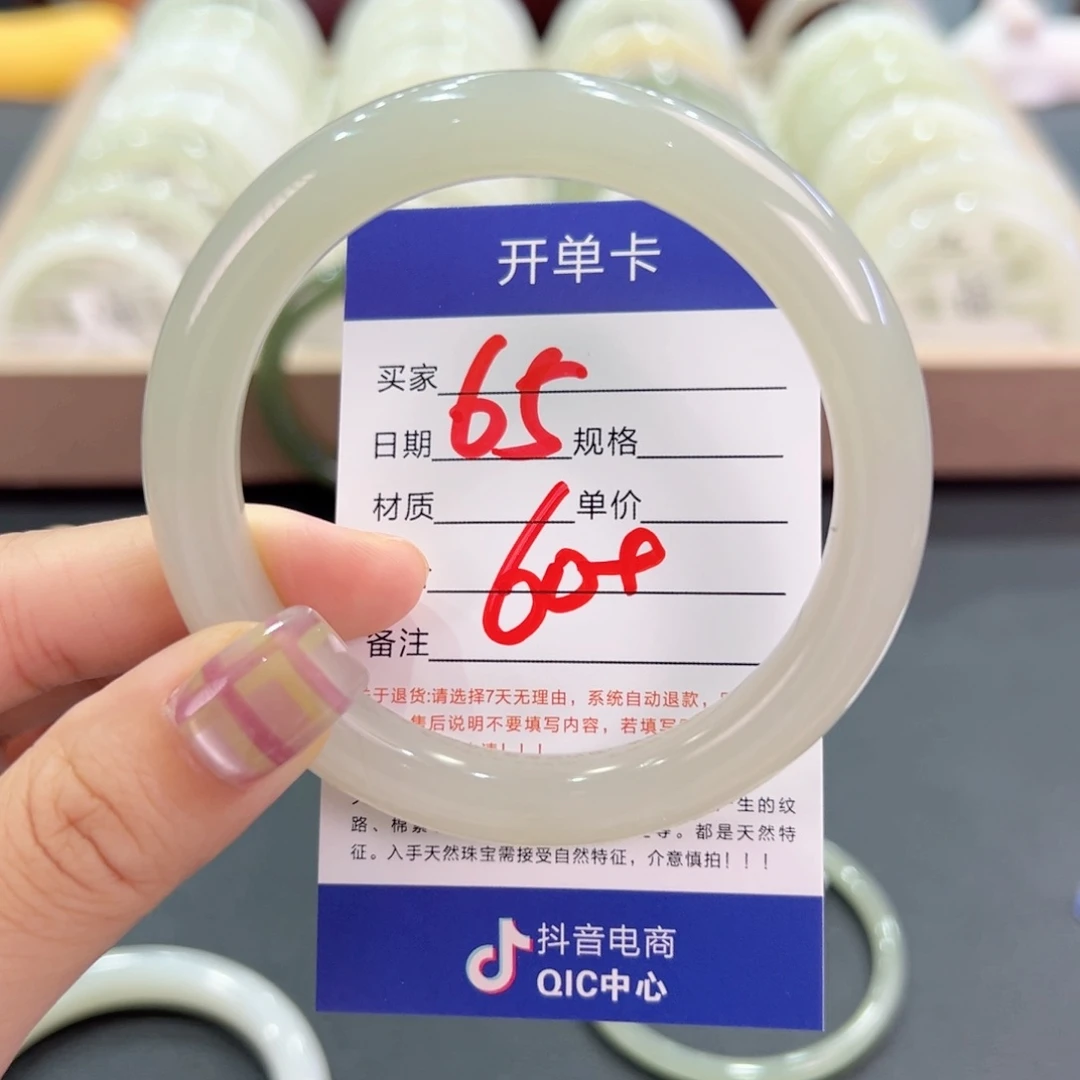 开单卡
买家
65
日期 规格
材质 单价
600
备注
于退货:请选择7天无理由，系统自动退款，
售后说明不要填写内容，若填写
！！！
生的纹
路、棉 等。都是天然特
征。入手天然珠宝需接受自然特征，介意慎拍！！！
抖音电商
QIC中心